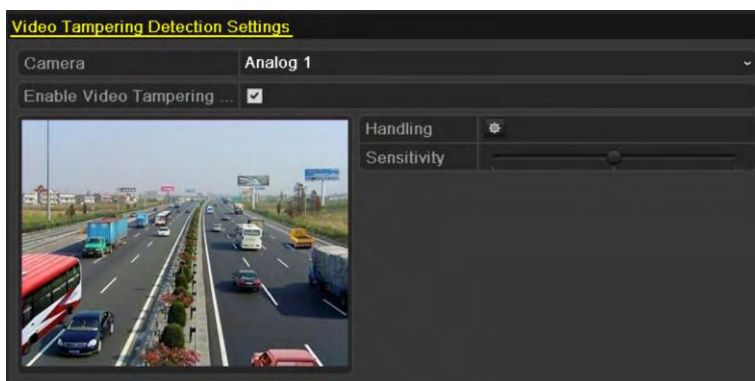 Video Tampering Detection Settings
Camera Analog 1
Enable Video Tampering ...
Handling
Sensitivity